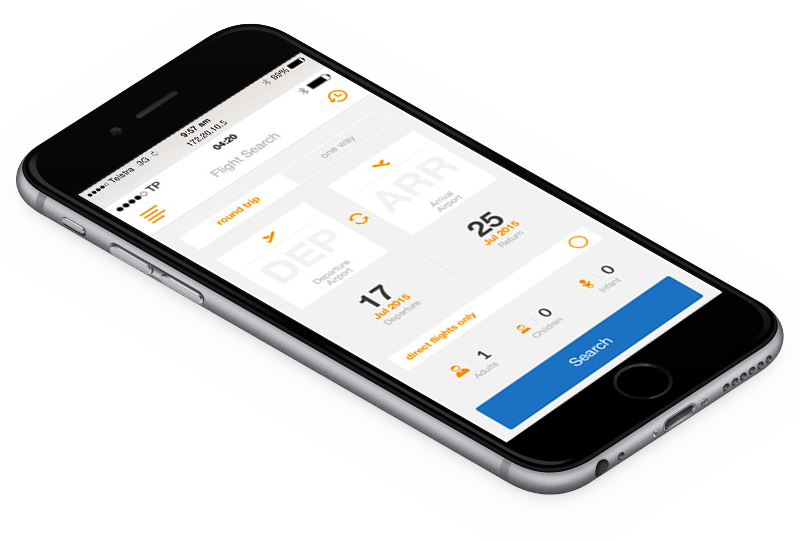 Telstra 3G 9:57 am 89%
172.20.10.5
TP 04:20
Flight Search
round trip one way
DEP ARR
Departure Airport
Arrival Airport
17 25
Jul 2015 Jul 2015
Departure Return
direct flights only
1 0 0
Adults Children Infant
Search